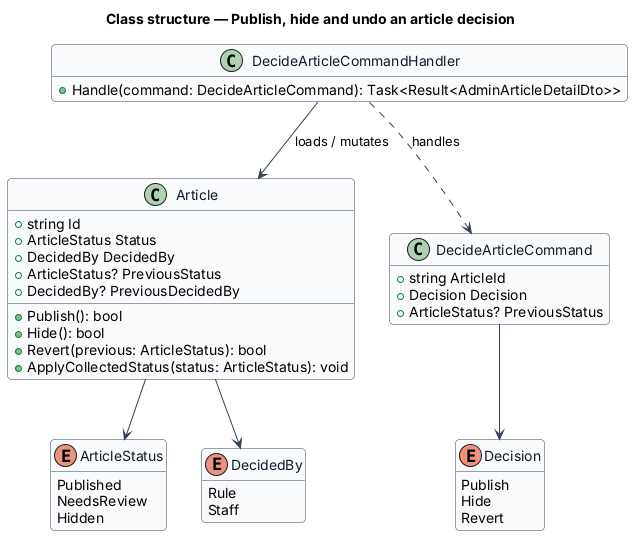 Class structure — Publish, hide and undo an article decision
C DecideArticleCommandHandler
Handle(command: DecideArticleCommand): Task<Result<AdminArticleDetailDto>>
loads / mutates
handles
C Article
string Id
ArticleStatus Status
DecidedBy DecidedBy
ArticleStatus? PreviousStatus
DecidedBy? PreviousDecidedBy
Publish(): bool
Hide(): bool
Revert(previous: ArticleStatus): bool
ApplyCollectedStatus(status: ArticleStatus): void
C DecideArticleCommand
string ArticleId
Decision Decision
ArticleStatus? PreviousStatus
E ArticleStatus
Published
NeedsReview
Hidden
E DecidedBy
Rule
Staff
E Decision
Publish
Hide
Revert